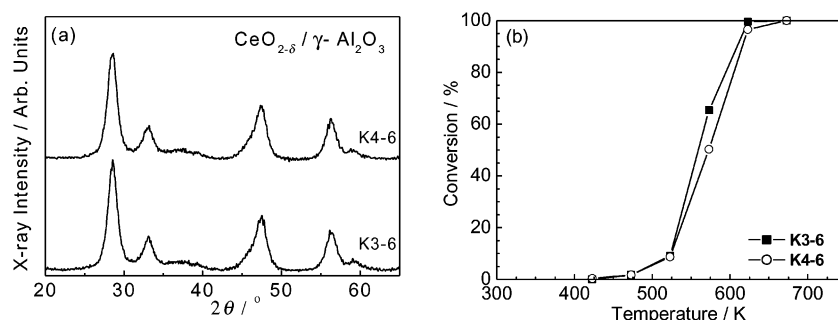 (a)
CeO2-δ / γ- Al2O3
K4-6
K3-6
X-ray Intensity / Arb. Units
20 30 40 50 60
2θ / °
(b)
100
80
60
40
20
0
Conversion / %
K3-6
K4-6
300 400 500 600 700
Temperature / K